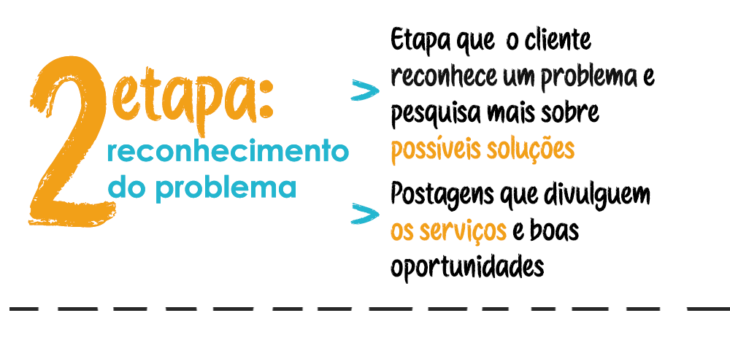 2 etapa:
reconhecimento
do problema
> Etapa que o cliente
reconhece um problema e
pesquisa mais sobre
possíveis soluções
> Postagens que divulguem
os serviços e boas
oportunidades